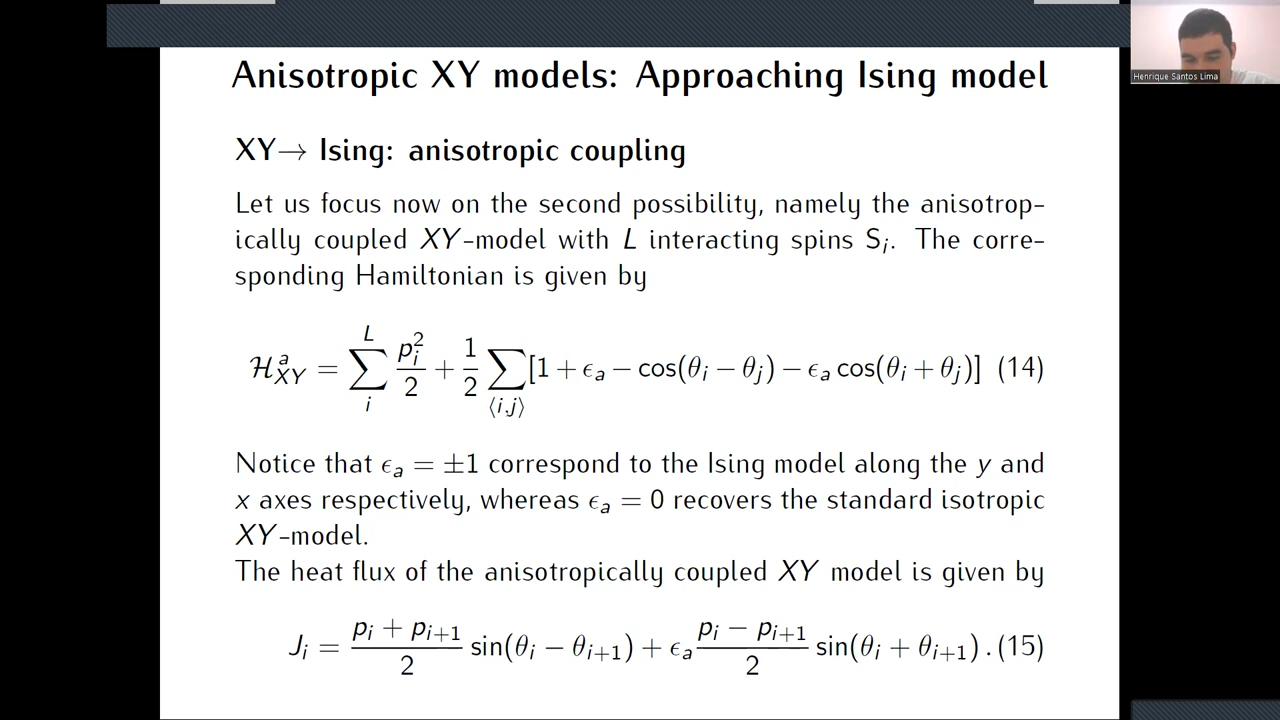 Anisotropic XY models: Approaching Ising model
Henrique Santos Lima
XY→ Ising: anisotropic coupling
Let us focus now on the second possibility, namely the anisotrop-
ically coupled XY-model with L interacting spins S_i. The corre-
sponding Hamiltonian is given by
ℋ^a_{XY} = ∑_i^L p_i^2/2 + 1/2 ∑_{⟨i,j⟩} [1 + ϵ_a − cos(θ_i − θ_j) − ϵ_a cos(θ_i + θ_j)] (14)
Notice that ϵ_a = ±1 correspond to the Ising model along the y and
x axes respectively, whereas ϵ_a = 0 recovers the standard isotropic
XY-model.
The heat flux of the anisotropically coupled XY model is given by
J_i = (p_i + p_{i+1})/2 sin(θ_i − θ_{i+1}) + ϵ_a (p_i − p_{i+1})/2 sin(θ_i + θ_{i+1}) . (15)